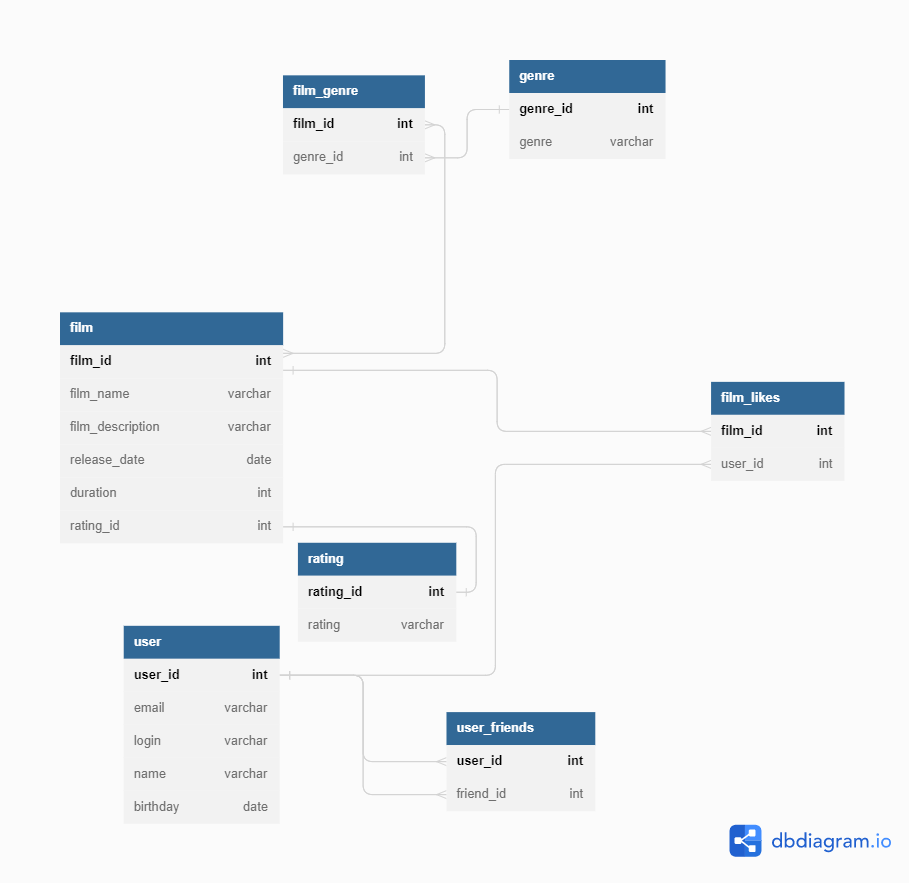 film_genre
film_id int
genre_id int
genre
genre_id int
genre varchar
film
film_id int
film_name varchar
film_description varchar
release_date date
duration int
rating_id int
film_likes
film_id int
user_id int
rating
rating_id int
rating varchar
user
user_id int
email varchar
login varchar
name varchar
birthday date
user_friends
user_id int
friend_id int
dbdiagram.io